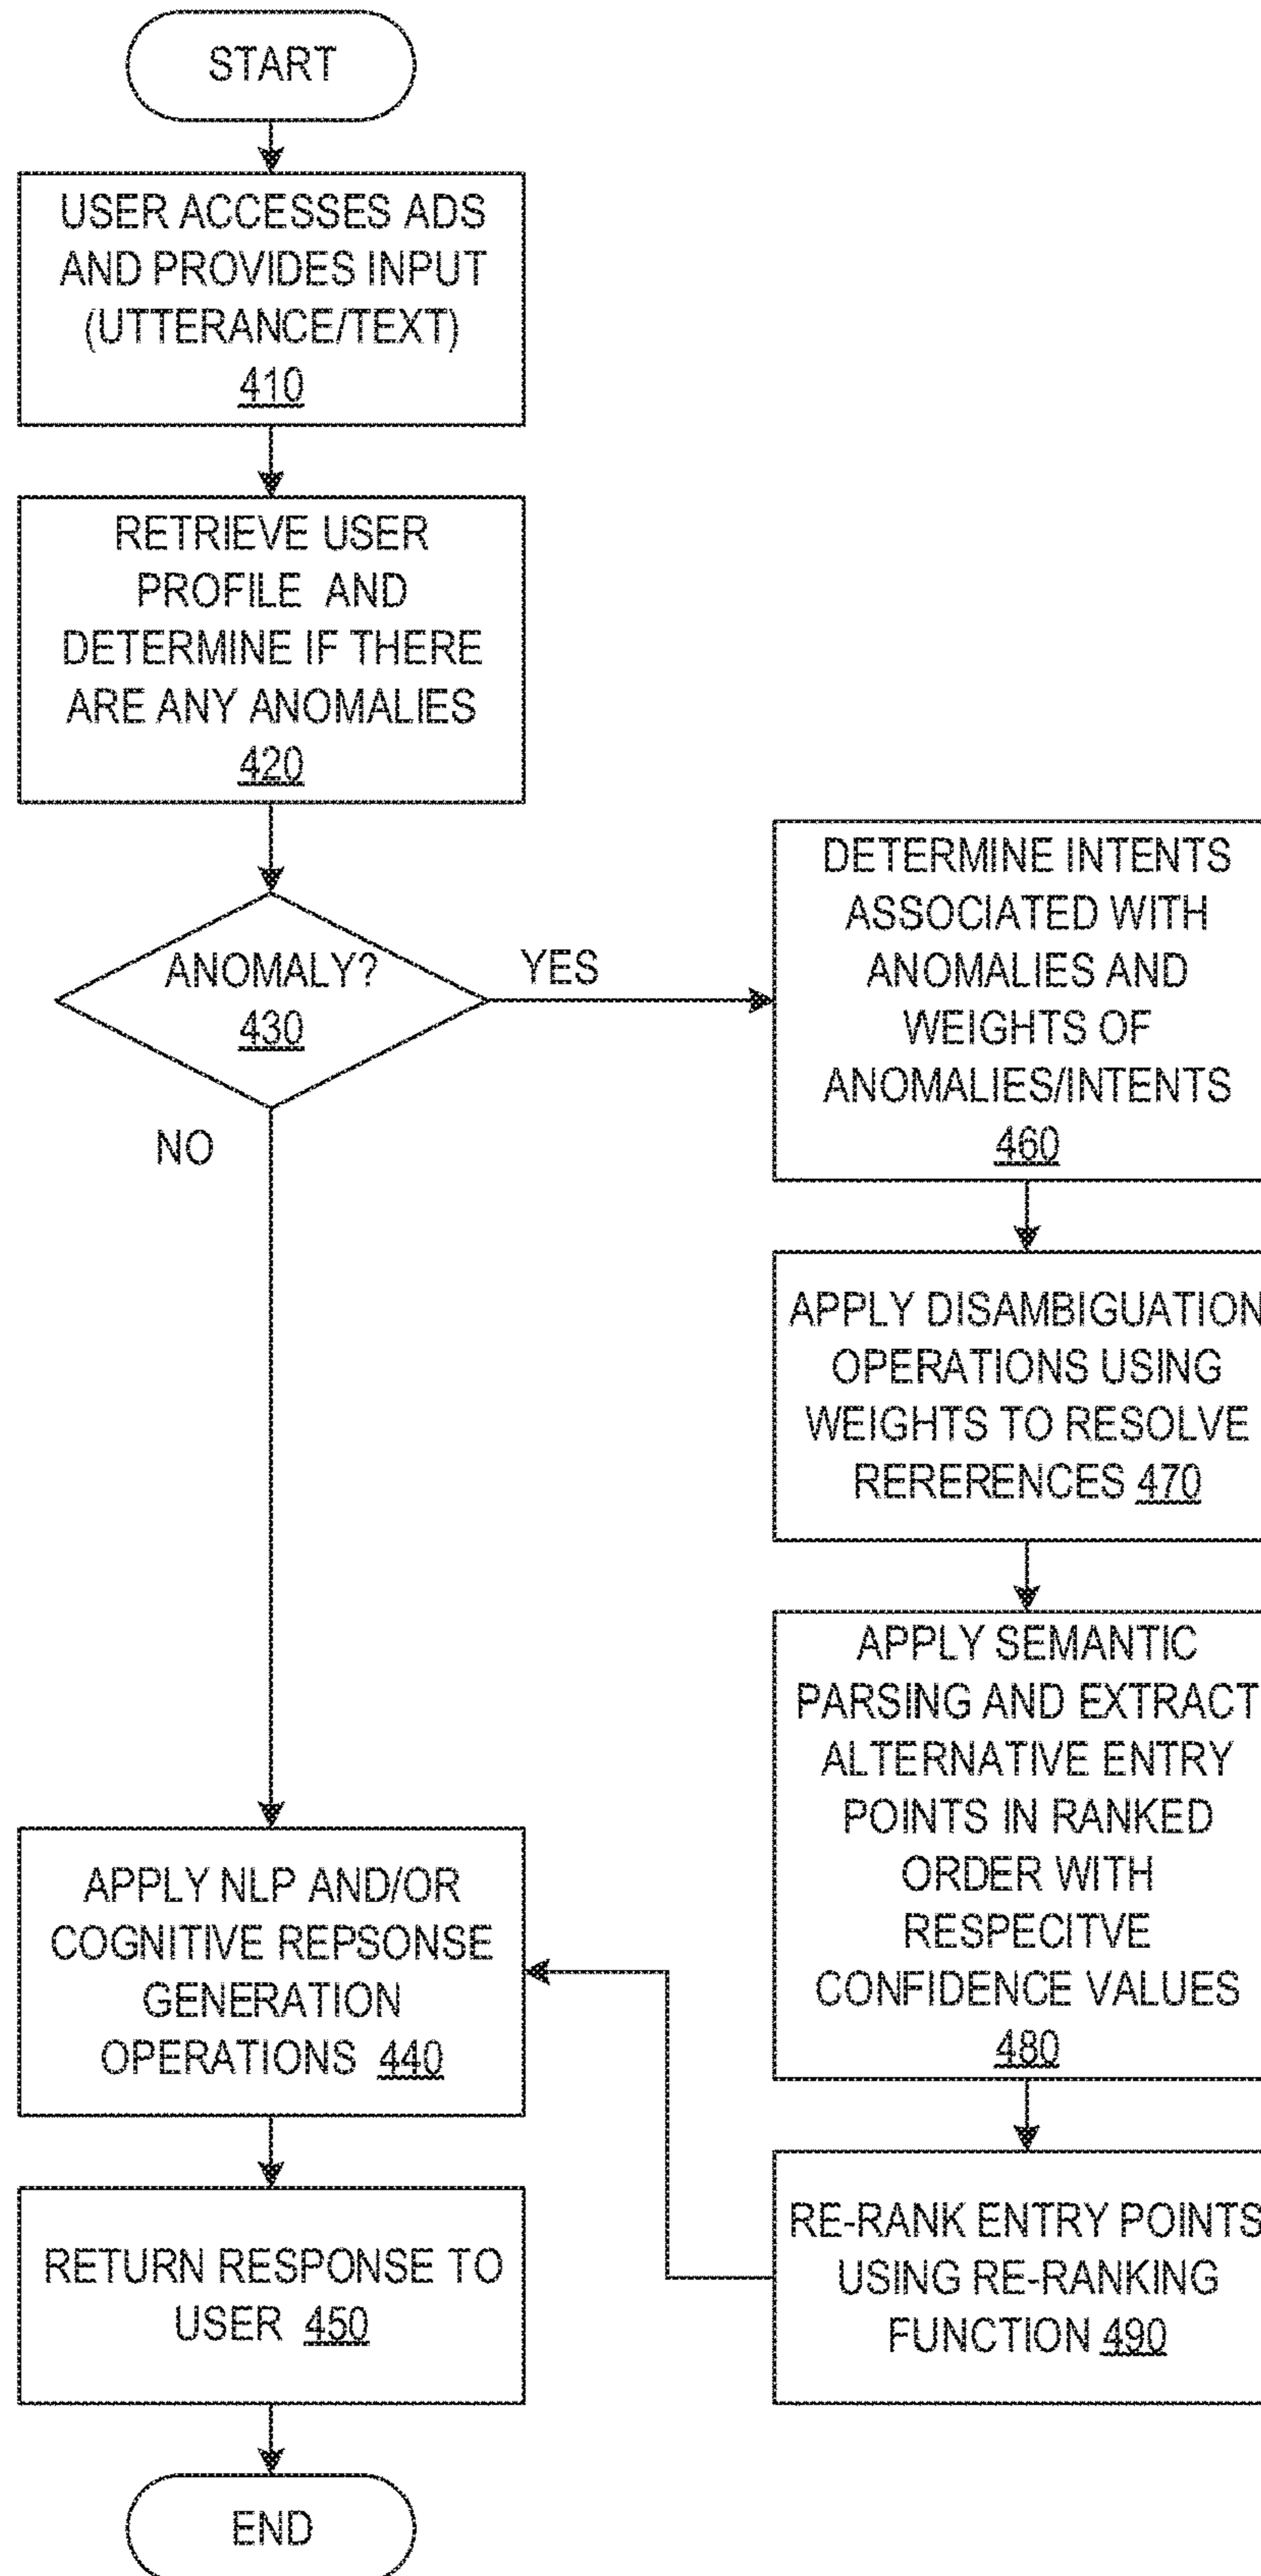 START
USER ACCESSES ADS
AND PROVIDES INPUT
(UTTERANCE/TEXT)
410
RETRIEVE USER
PROFILE AND
DETERMINE IF THERE
ARE ANY ANOMALIES
420
ANOMALY?
430
YES
NO
DETERMINE INTENTS
ASSOCIATED WITH
ANOMALIES AND
WEIGHTS OF
ANOMALIES/INTENTS
460
APPLY DISAMBIGUATION
OPERATIONS USING
WEIGHTS TO RESOLVE
RERERENCES 470
APPLY SEMANTIC
PARSING AND EXTRACT
ALTERNATIVE ENTRY
POINTS IN RANKED
ORDER WITH
RESPECITVE
CONFIDENCE VALUES
480
RE-RANK ENTRY POINTS
USING RE-RANKING
FUNCTION 490
APPLY NLP AND/OR
COGNITIVE REPSONSE
GENERATION
OPERATIONS 440
RETURN RESPONSE TO
USER 450
END